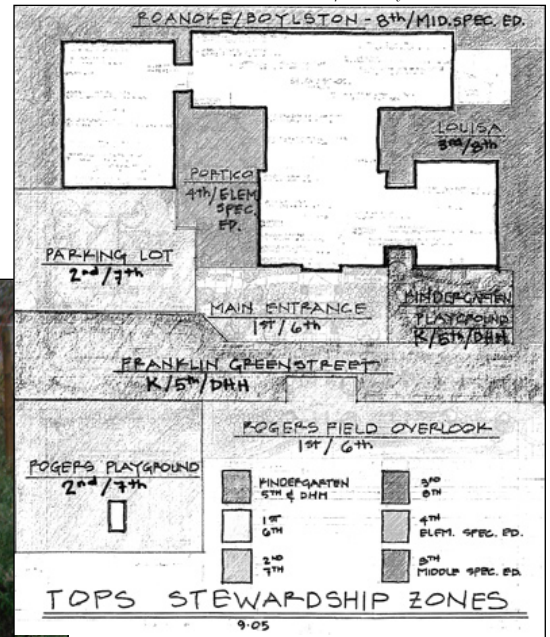 ROANOKE/BOYLSTON - 8th/MID. SPEC. ED.
LOUISA
3rd/8th
PORTICO
4th/ELEM
SPEC.
ED.
PARKING LOT
2nd/7th
MAIN ENTRANCE
1st/6th
KINDERGARTEN
PLAYGROUND
K/5th/DHH
FRANKLIN GREENSTREET
K/5th/DHH
ROGERS FIELD OVERLOOK
1st/6th
ROGERS PLAYGROUND
2nd/7th
KINDERGARTEN
5TH & DHH
3RD
8TH
1ST
6TH
4TH
ELEM. SPEC. ED.
2ND
7TH
8TH
MIDDLE SPEC. ED.
TOPS STEWARDSHIP ZONES
9.05